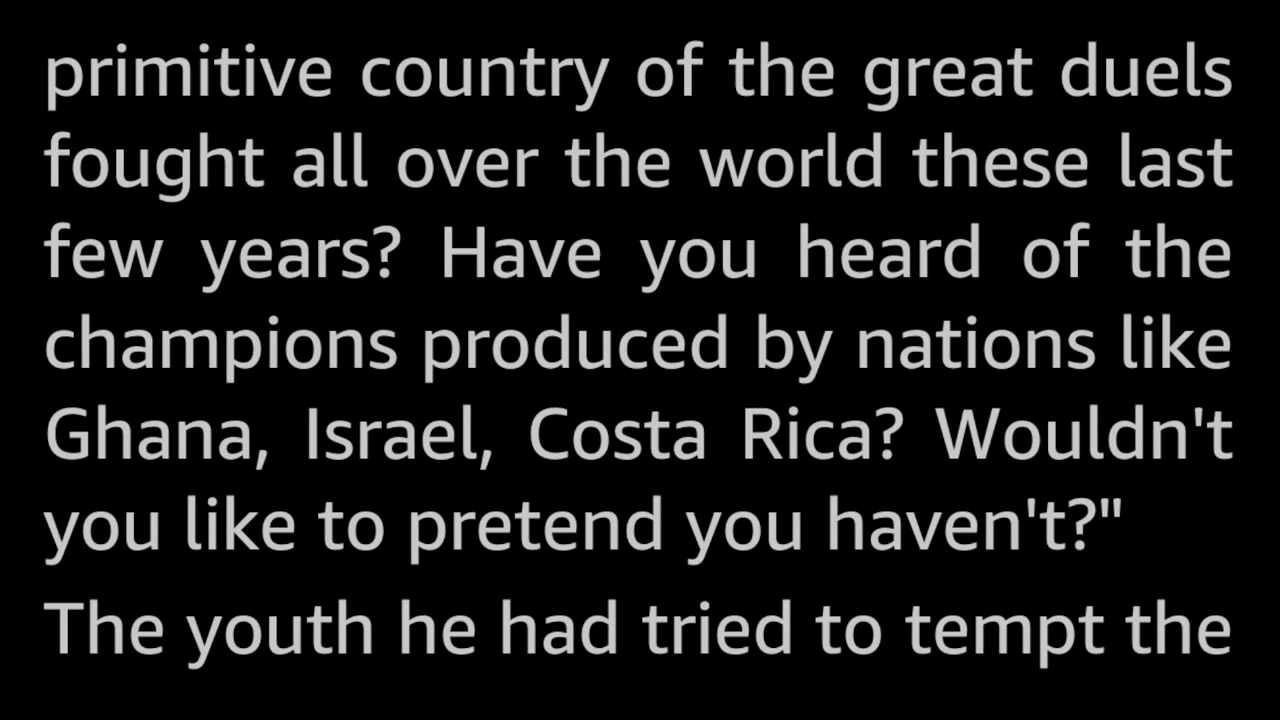 primitive country of the great duels
fought all over the world these last
few years? Have you heard of the
champions produced by nations like
Ghana, Israel, Costa Rica? Wouldn't
you like to pretend you haven't?"
The youth he had tried to tempt the